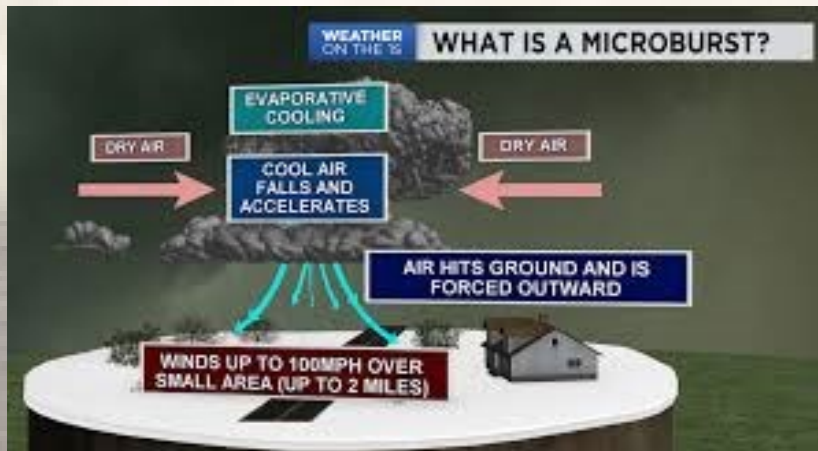 WEATHER
ON THE 1S
WHAT IS A MICROBURST?
EVAPORATIVE
COOLING
DRY AIR
DRY AIR
COOL AIR
FALLS AND
ACCELERATES
AIR HITS GROUND AND IS
FORCED OUTWARD
WINDS UP TO 100MPH OVER
SMALL AREA (UP TO 2 MILES)